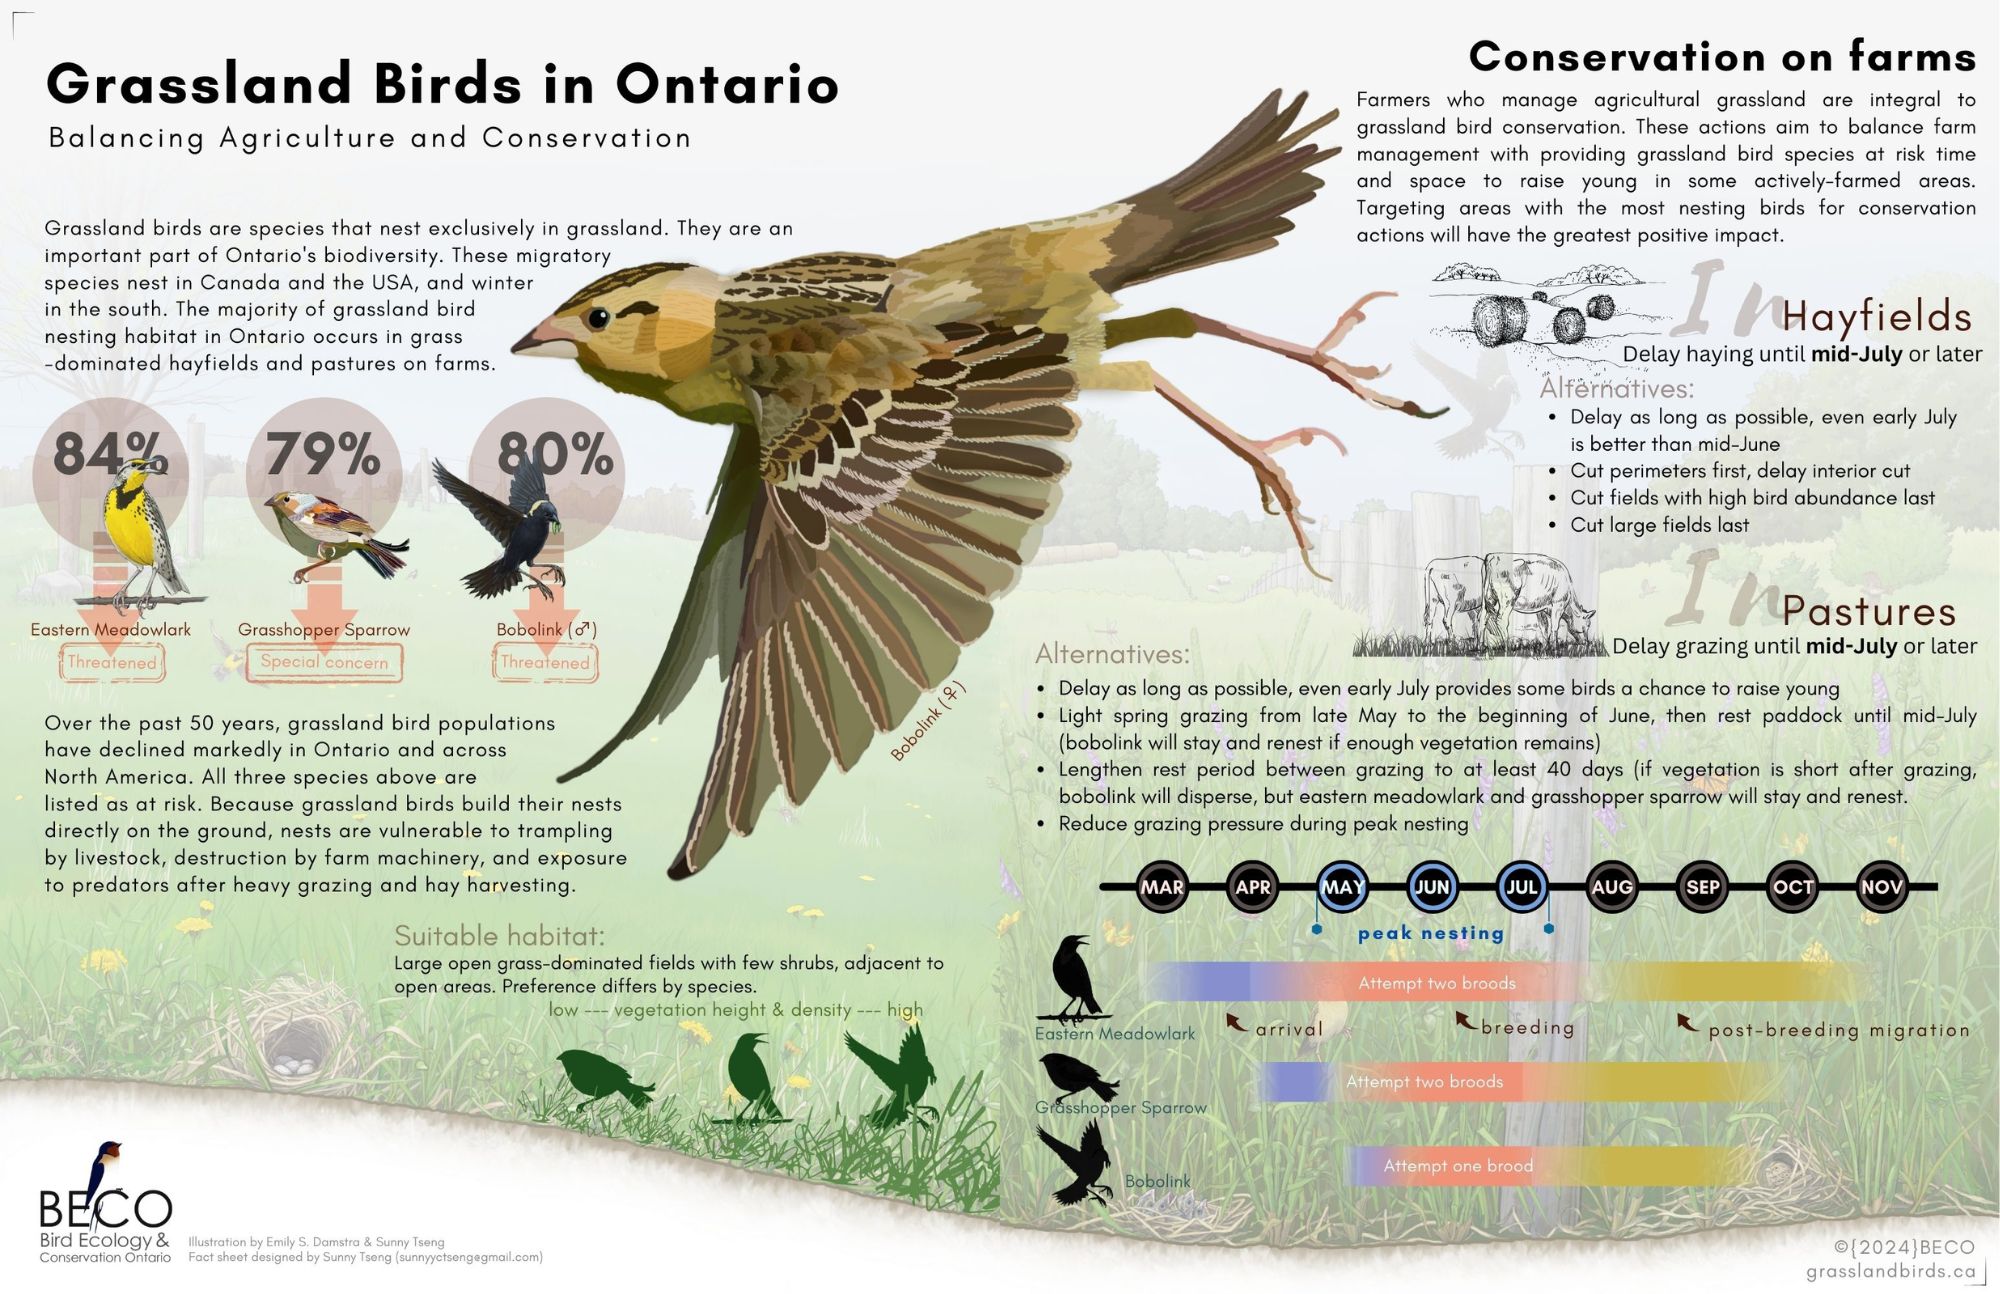 Grassland Birds in Ontario
Balancing Agriculture and Conservation
Grassland birds are species that nest exclusively in grassland. They are an
important part of Ontario's biodiversity. These migratory
species nest in Canada and the USA, and winter
in the south. The majority of grassland bird
nesting habitat in Ontario occurs in grass
-dominated hayfields and pastures on farms.
84%
79%
80%
Eastern Meadowlark
Grasshopper Sparrow
Bobolink (♂)
Threatened
Special concern
Threatened
Over the past 50 years, grassland bird populations
have declined markedly in Ontario and across
North America. All three species above are
listed as at risk. Because grassland birds build their nests
directly on the ground, nests are vulnerable to trampling
by livestock, destruction by farm machinery, and exposure
to predators after heavy grazing and hay harvesting.
Suitable habitat:
Large open grass-dominated fields with few shrubs, adjacent to
open areas. Preference differs by species.
low --- vegetation height & density --- high
BECO
Bird Ecology &
Conservation Ontario
Illustration by Emily S. Damstra & Sunny Tseng
Fact sheet designed by Sunny Tseng (sunnyyctseng@gmail.com)
Bobolink (♀)
Conservation on farms
Farmers who manage agricultural grassland are integral to
grassland bird conservation. These actions aim to balance farm
management with providing grassland bird species at risk time
and space to raise young in some actively-farmed areas.
Targeting areas with the most nesting birds for conservation
actions will have the greatest positive impact.
In Hayfields
Delay haying until mid-July or later
Alternatives:
• Delay as long as possible, even early July
is better than mid-June
• Cut perimeters first, delay interior cut
• Cut fields with high bird abundance last
• Cut large fields last
In Pastures
Delay grazing until mid-July or later
Alternatives:
• Delay as long as possible, even early July provides some birds a chance to raise young
• Light spring grazing from late May to the beginning of June, then rest paddock until mid-July
(bobolink will stay and renest if enough vegetation remains)
• Lengthen rest period between grazing to at least 40 days (if vegetation is short after grazing,
bobolink will disperse, but eastern meadowlark and grasshopper sparrow will stay and renest.
• Reduce grazing pressure during peak nesting
MAR APR MAY JUN JUL AUG SEP OCT NOV
peak nesting
Attempt two broods
Eastern Meadowlark
arrival
breeding
post-breeding migration
Attempt two broods
Grasshopper Sparrow
Attempt one brood
Bobolink
©{2024}BECO
grasslandbirds.ca